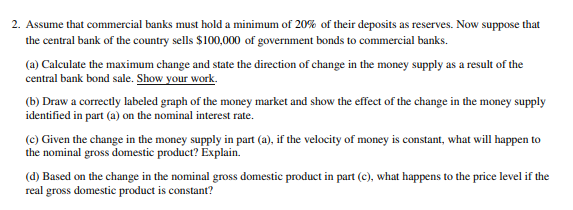 2. Assume that commercial banks must hold a minimum of 20% of their deposits as reserves. Now suppose that
the central bank of the country sells $100,000 of government bonds to commercial banks.
(a) Calculate the maximum change and state the direction of change in the money supply as a result of the
central bank bond sale. Show your work.
(b) Draw a correctly labeled graph of the money market and show the effect of the change in the money supply
identified in part (a) on the nominal interest rate.
(c) Given the change in the money supply in part (a), if the velocity of money is constant, what will happen to
the nominal gross domestic product? Explain.
(d) Based on the change in the nominal gross domestic product in part (c), what happens to the price level if the
real gross domestic product is constant?